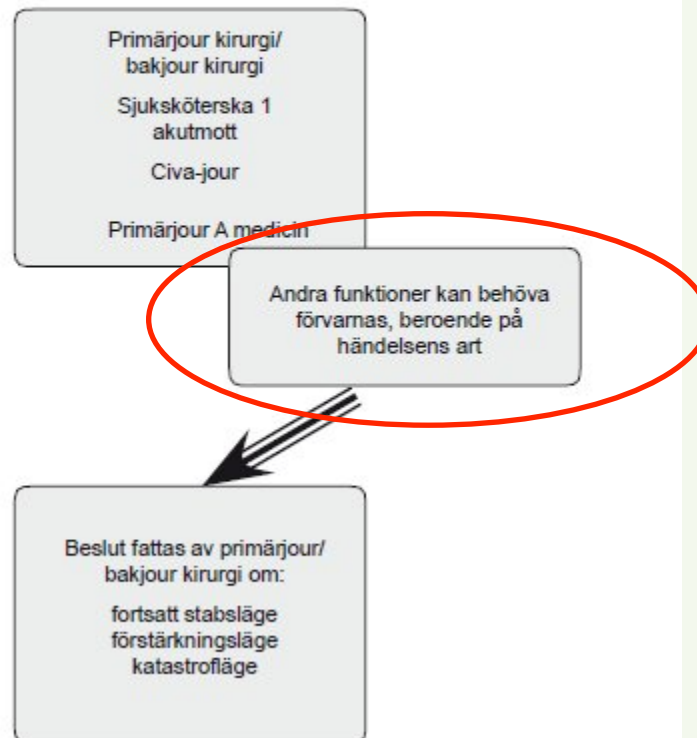 Primärjour kirurgi/
bakjour kirurgi
Sjuksköterska 1
akutmott
Civa-jour
Primärjour A medicin
Andra funktioner kan behöva
förvarnas, beroende på
händelsens art
Beslut fattas av primärjour/
bakjour kirurgi om:
fortsatt stabsläge
förstärkningsläge
katastrofläge